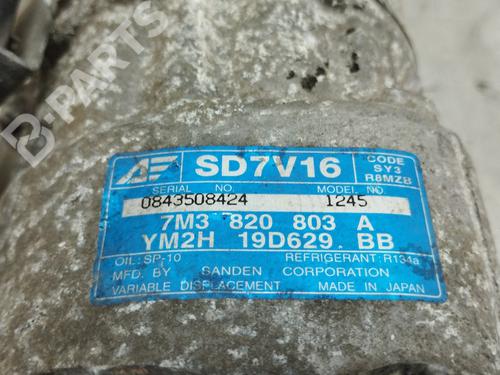 B-PARTS
SD7V16
CODE
SY3
R8MZB
SERIAL NO.
MODEL NO
0843508424 1245
7M3 820 803 A
YM2H 19D629 BB
OIL:SP-10 REFRIGERANT:R134a
MFD. BY SANDEN CORPORATION
VARIABLE DISPLACEMENT MADE IN JAPAN